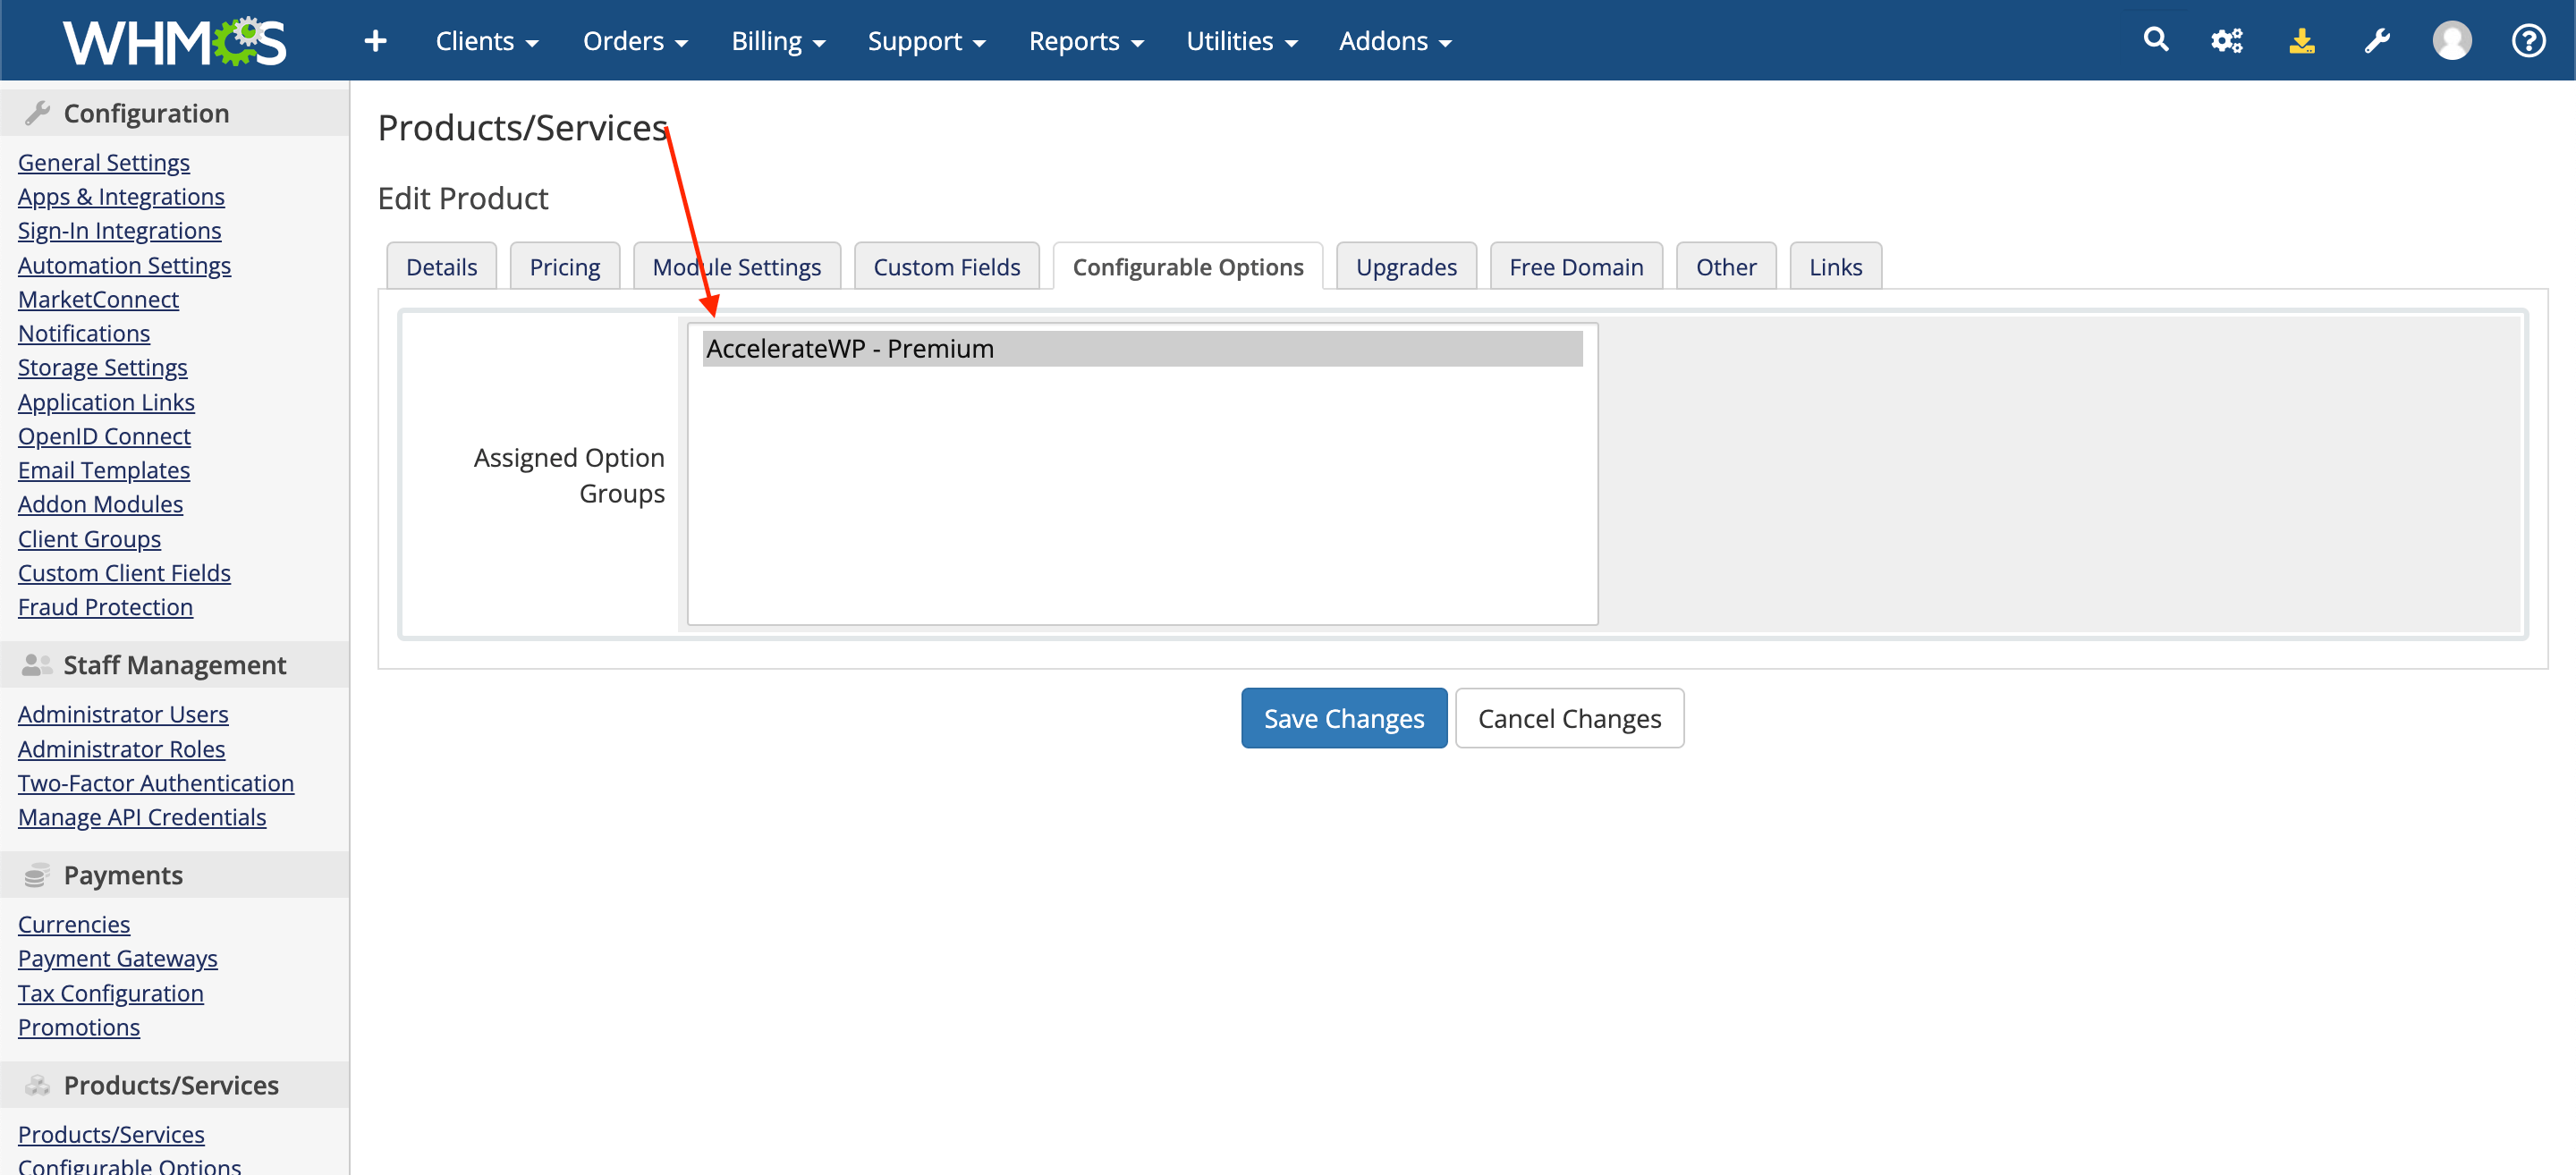 WHMCS
Clients Orders Billing Support Reports Utilities Addons
Configuration
General Settings
Apps & Integrations
Sign-In Integrations
Automation Settings
MarketConnect
Notifications
Storage Settings
Application Links
OpenID Connect
Email Templates
Addon Modules
Client Groups
Custom Client Fields
Fraud Protection
Staff Management
Administrator Users
Administrator Roles
Two-Factor Authentication
Manage API Credentials
Payments
Currencies
Payment Gateways
Tax Configuration
Promotions
Products/Services
Products/Services
Configurable Options
Products/Services
Edit Product
Details Pricing Module Settings Custom Fields Configurable Options Upgrades Free Domain Other Links
Assigned Option
Groups
AccelerateWP - Premium
Save Changes Cancel Changes